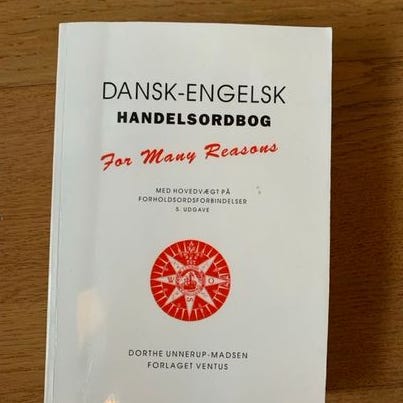 DANSK-ENGELSK
HANDELSORDBOG
For Many Reasons
MED HOVEDVÆGT PÅ
FORHOLDSORDSFORBINDELSER
5. UDGAVE
W O
S
DORTHE UNNERUP-MADSEN
FORLAGET VENTUS